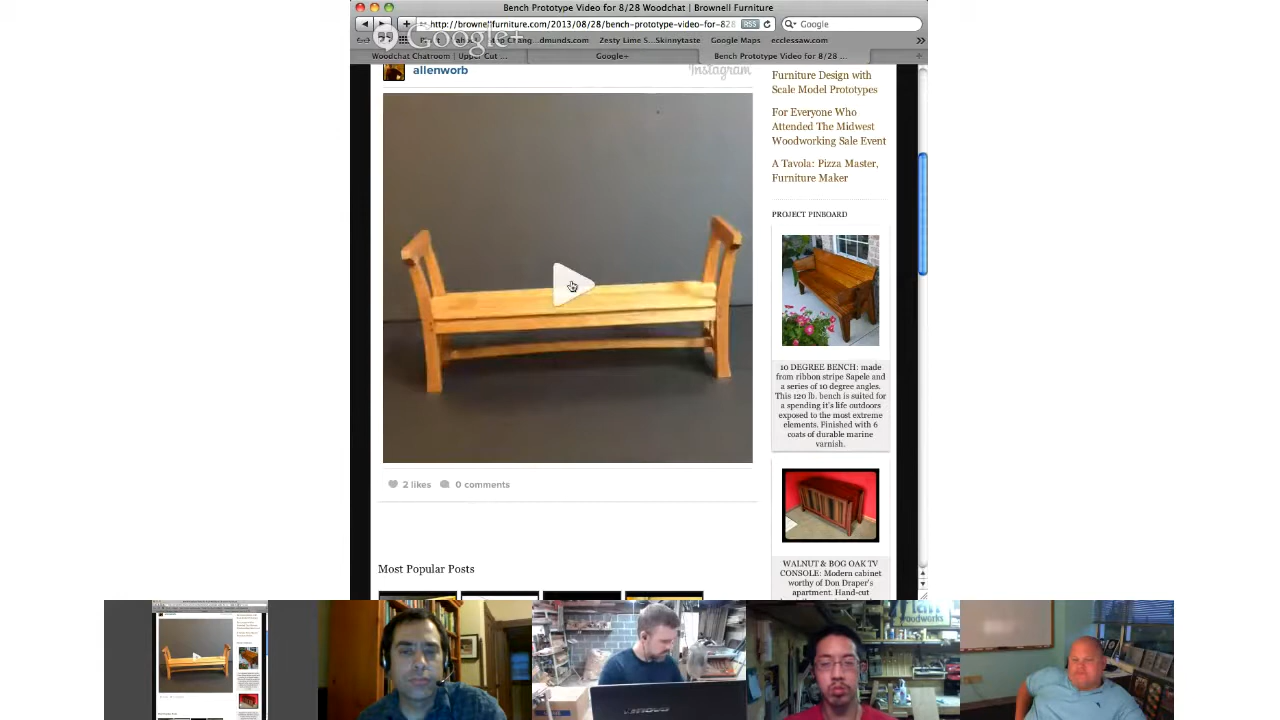 Bench Prototype Video for 8/28 Woodchat | Brownell Furniture
http://brownellfurniture.com/2013/08/28/bench-prototype-video-for-828
RSS
Google
Google+
Zesty Lime S...Skinnytaste
Google Maps
ecclessaw.com
Woodchat Chatroom | Upper Cut ...
Google+
Bench Prototype Video for 8/28 ...
allenworb
Instagram
2 likes
0 comments
Most Popular Posts
Furniture Design with
Scale Model Prototypes
For Everyone Who
Attended The Midwest
Woodworking Sale Event
A Tavola: Pizza Master,
Furniture Maker
PROJECT PINBOARD
10 DEGREE BENCH: made
from ribbon stripe Sapele and
a series of 10 degree angles.
This 120 lb. bench is suited for
a spending it's life outdoors
exposed to the most extreme
elements. Finished with 6
coats of durable marine
varnish.
WALNUT & BOG OAK TV
CONSOLE: Modern cabinet
worthy of Don Draper's
apartment. Hand-cut
lenovo
woodworks